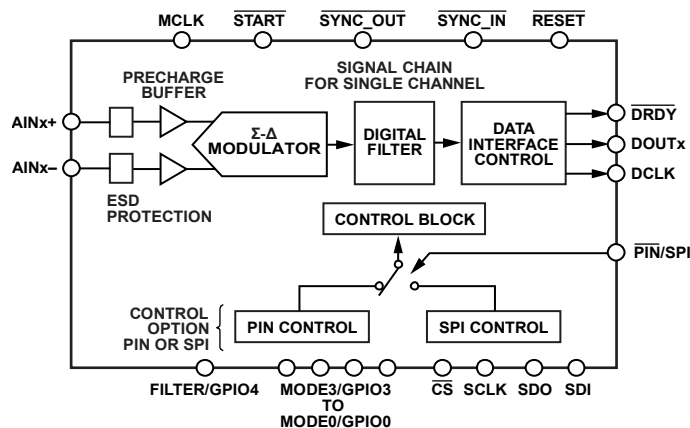 MCLK
START
SYNC_OUT
SYNC_IN
RESET
PRECHARGE
BUFFER
SIGNAL CHAIN
FOR SINGLE CHANNEL
AINx+
AINx–
Σ-Δ
MODULATOR
DIGITAL
FILTER
DATA
INTERFACE
CONTROL
DRDY
DOUTx
DCLK
ESD
PROTECTION
CONTROL BLOCK
PIN/SPI
CONTROL
OPTION
PIN OR SPI
PIN CONTROL
SPI CONTROL
FILTER/GPIO4
MODE3/GPIO3
TO
MODE0/GPIO0
CS
SCLK
SDO
SDI